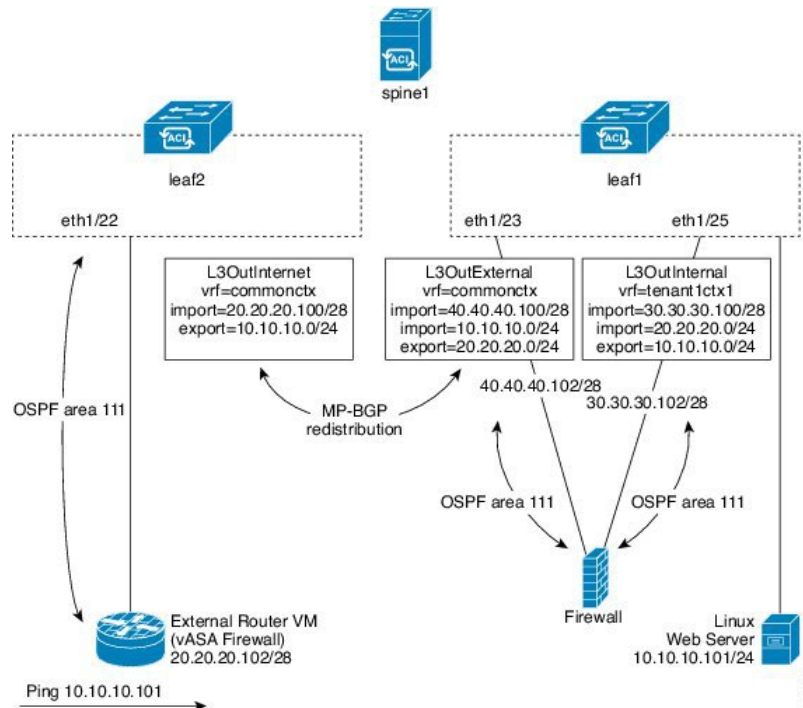 ACI
spine1
ACI
leaf2
ACI
leaf1
eth1/22
eth1/23
eth1/25
L3OutInternet
vrf=commonctx
import=20.20.20.100/28
export=10.10.10.0/24
L3OutExternal
vrf=commonctx
import=40.40.40.100/28
import=10.10.10.0/24
export=20.20.20.0/24
L3OutInternal
vrf=tenant1ctx1
import=30.30.30.100/28
import=20.20.20.0/24
export=10.10.10.0/24
40.40.40.102/28
30.30.30.102/28
OSPF area 111
MP-BGP
redistribution
OSPF area 111
OSPF area 111
External Router VM
(vASA Firewall)
20.20.20.102/28
Firewall
Linux
Web Server
10.10.10.101/24
Ping 10.10.10.101